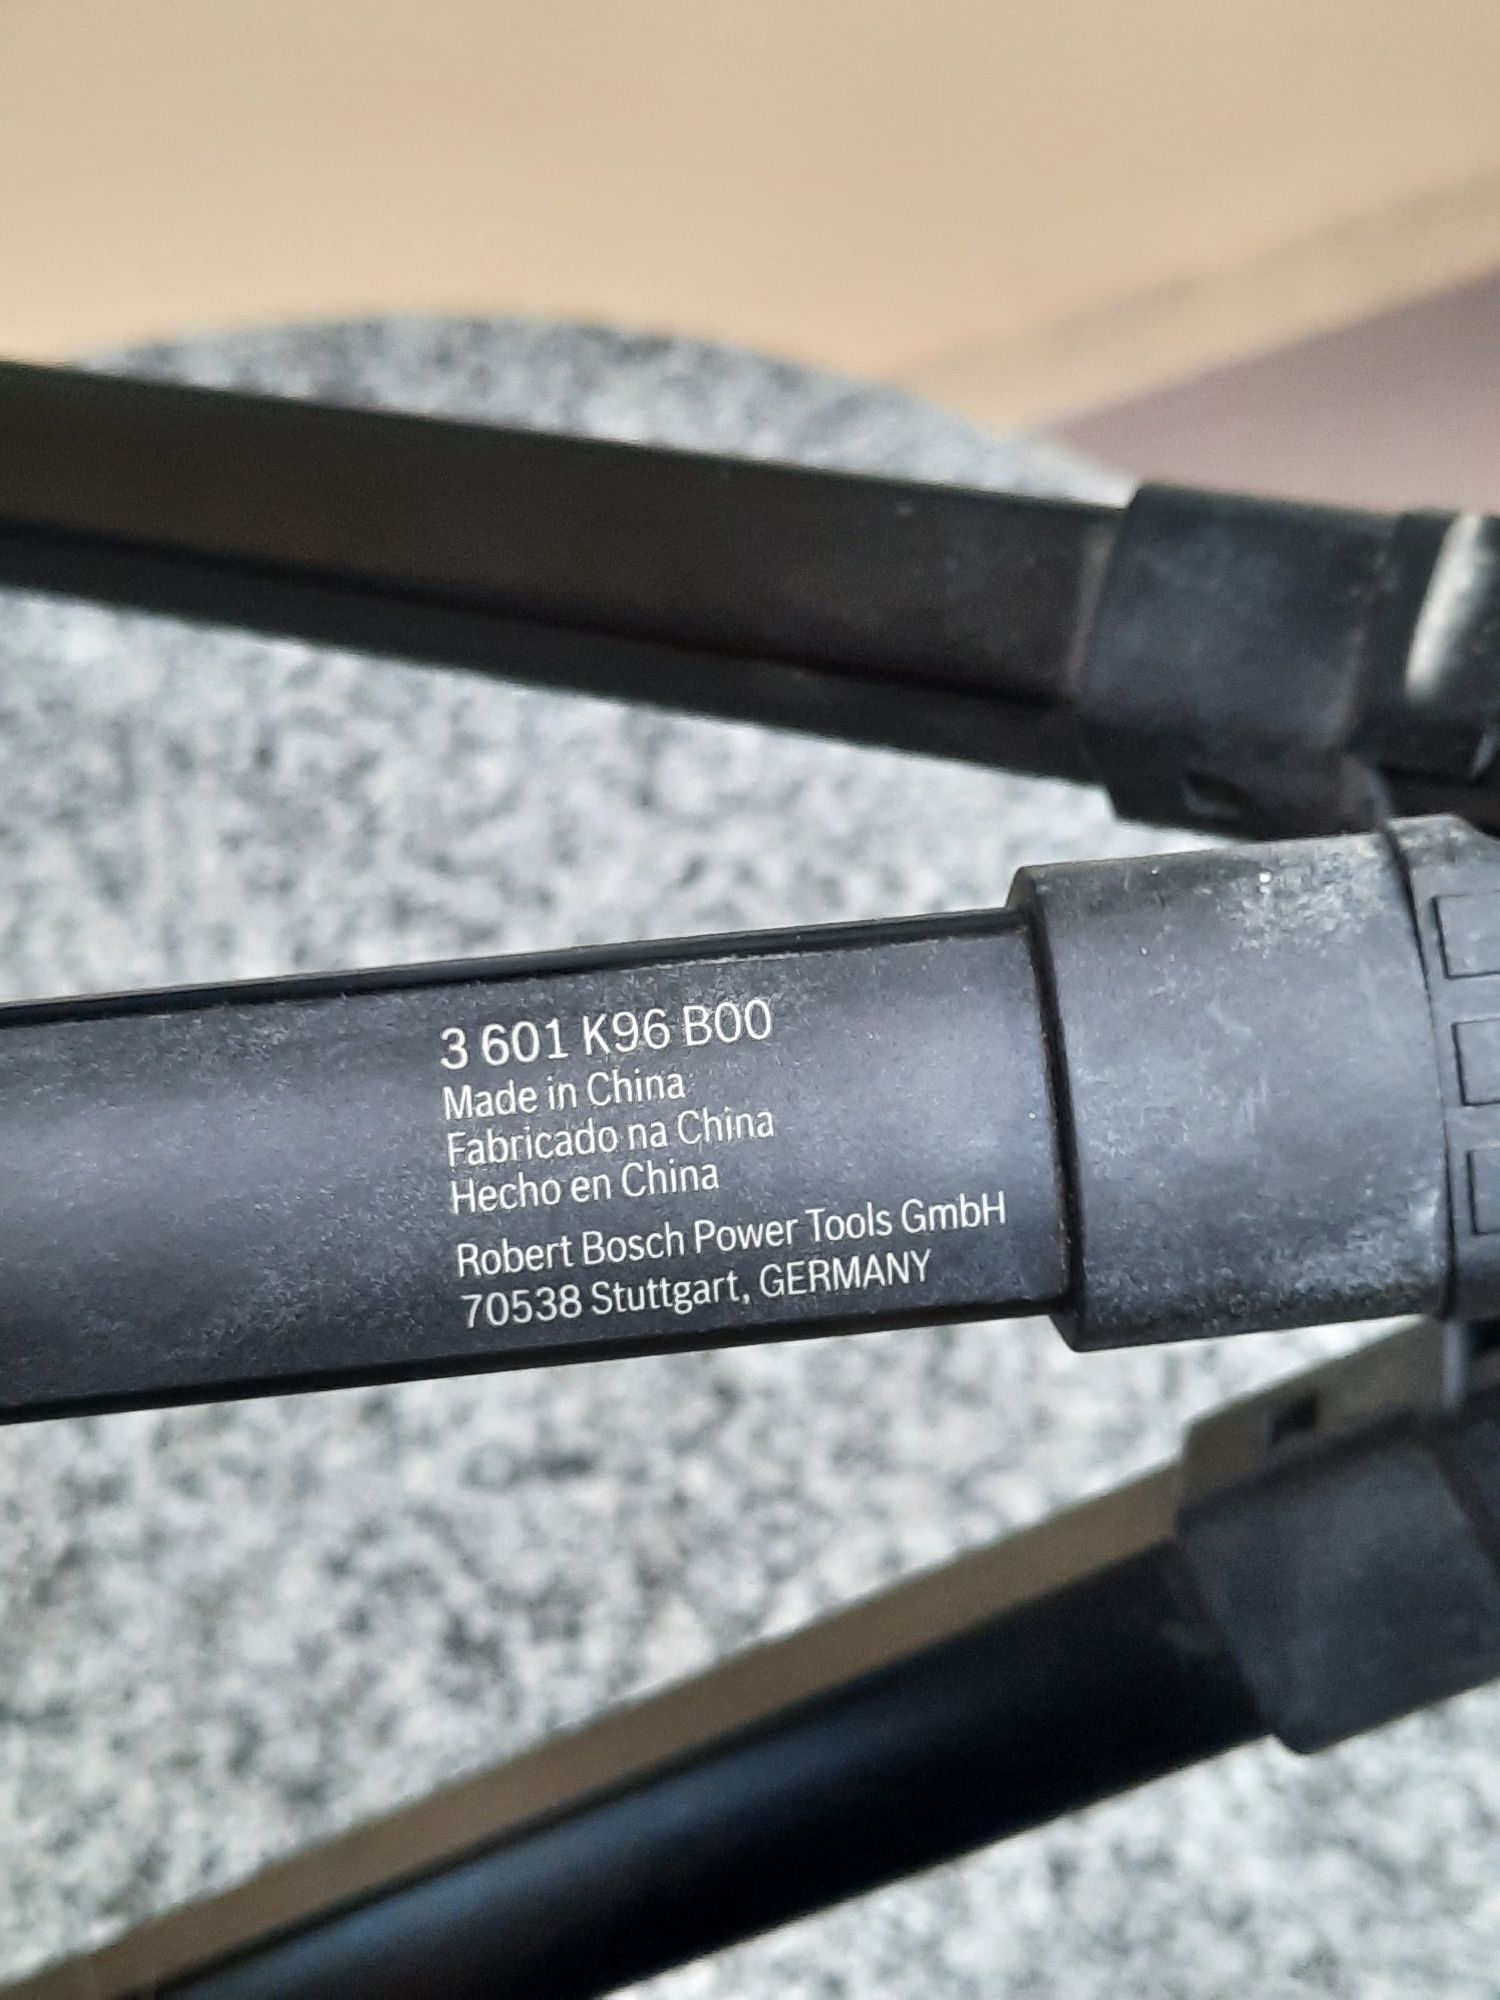 3 601 K96 B00
Made in China
Fabricado na China
Hecho en China
Robert Bosch Power Tools GmbH
70538 Stuttgart, GERMANY